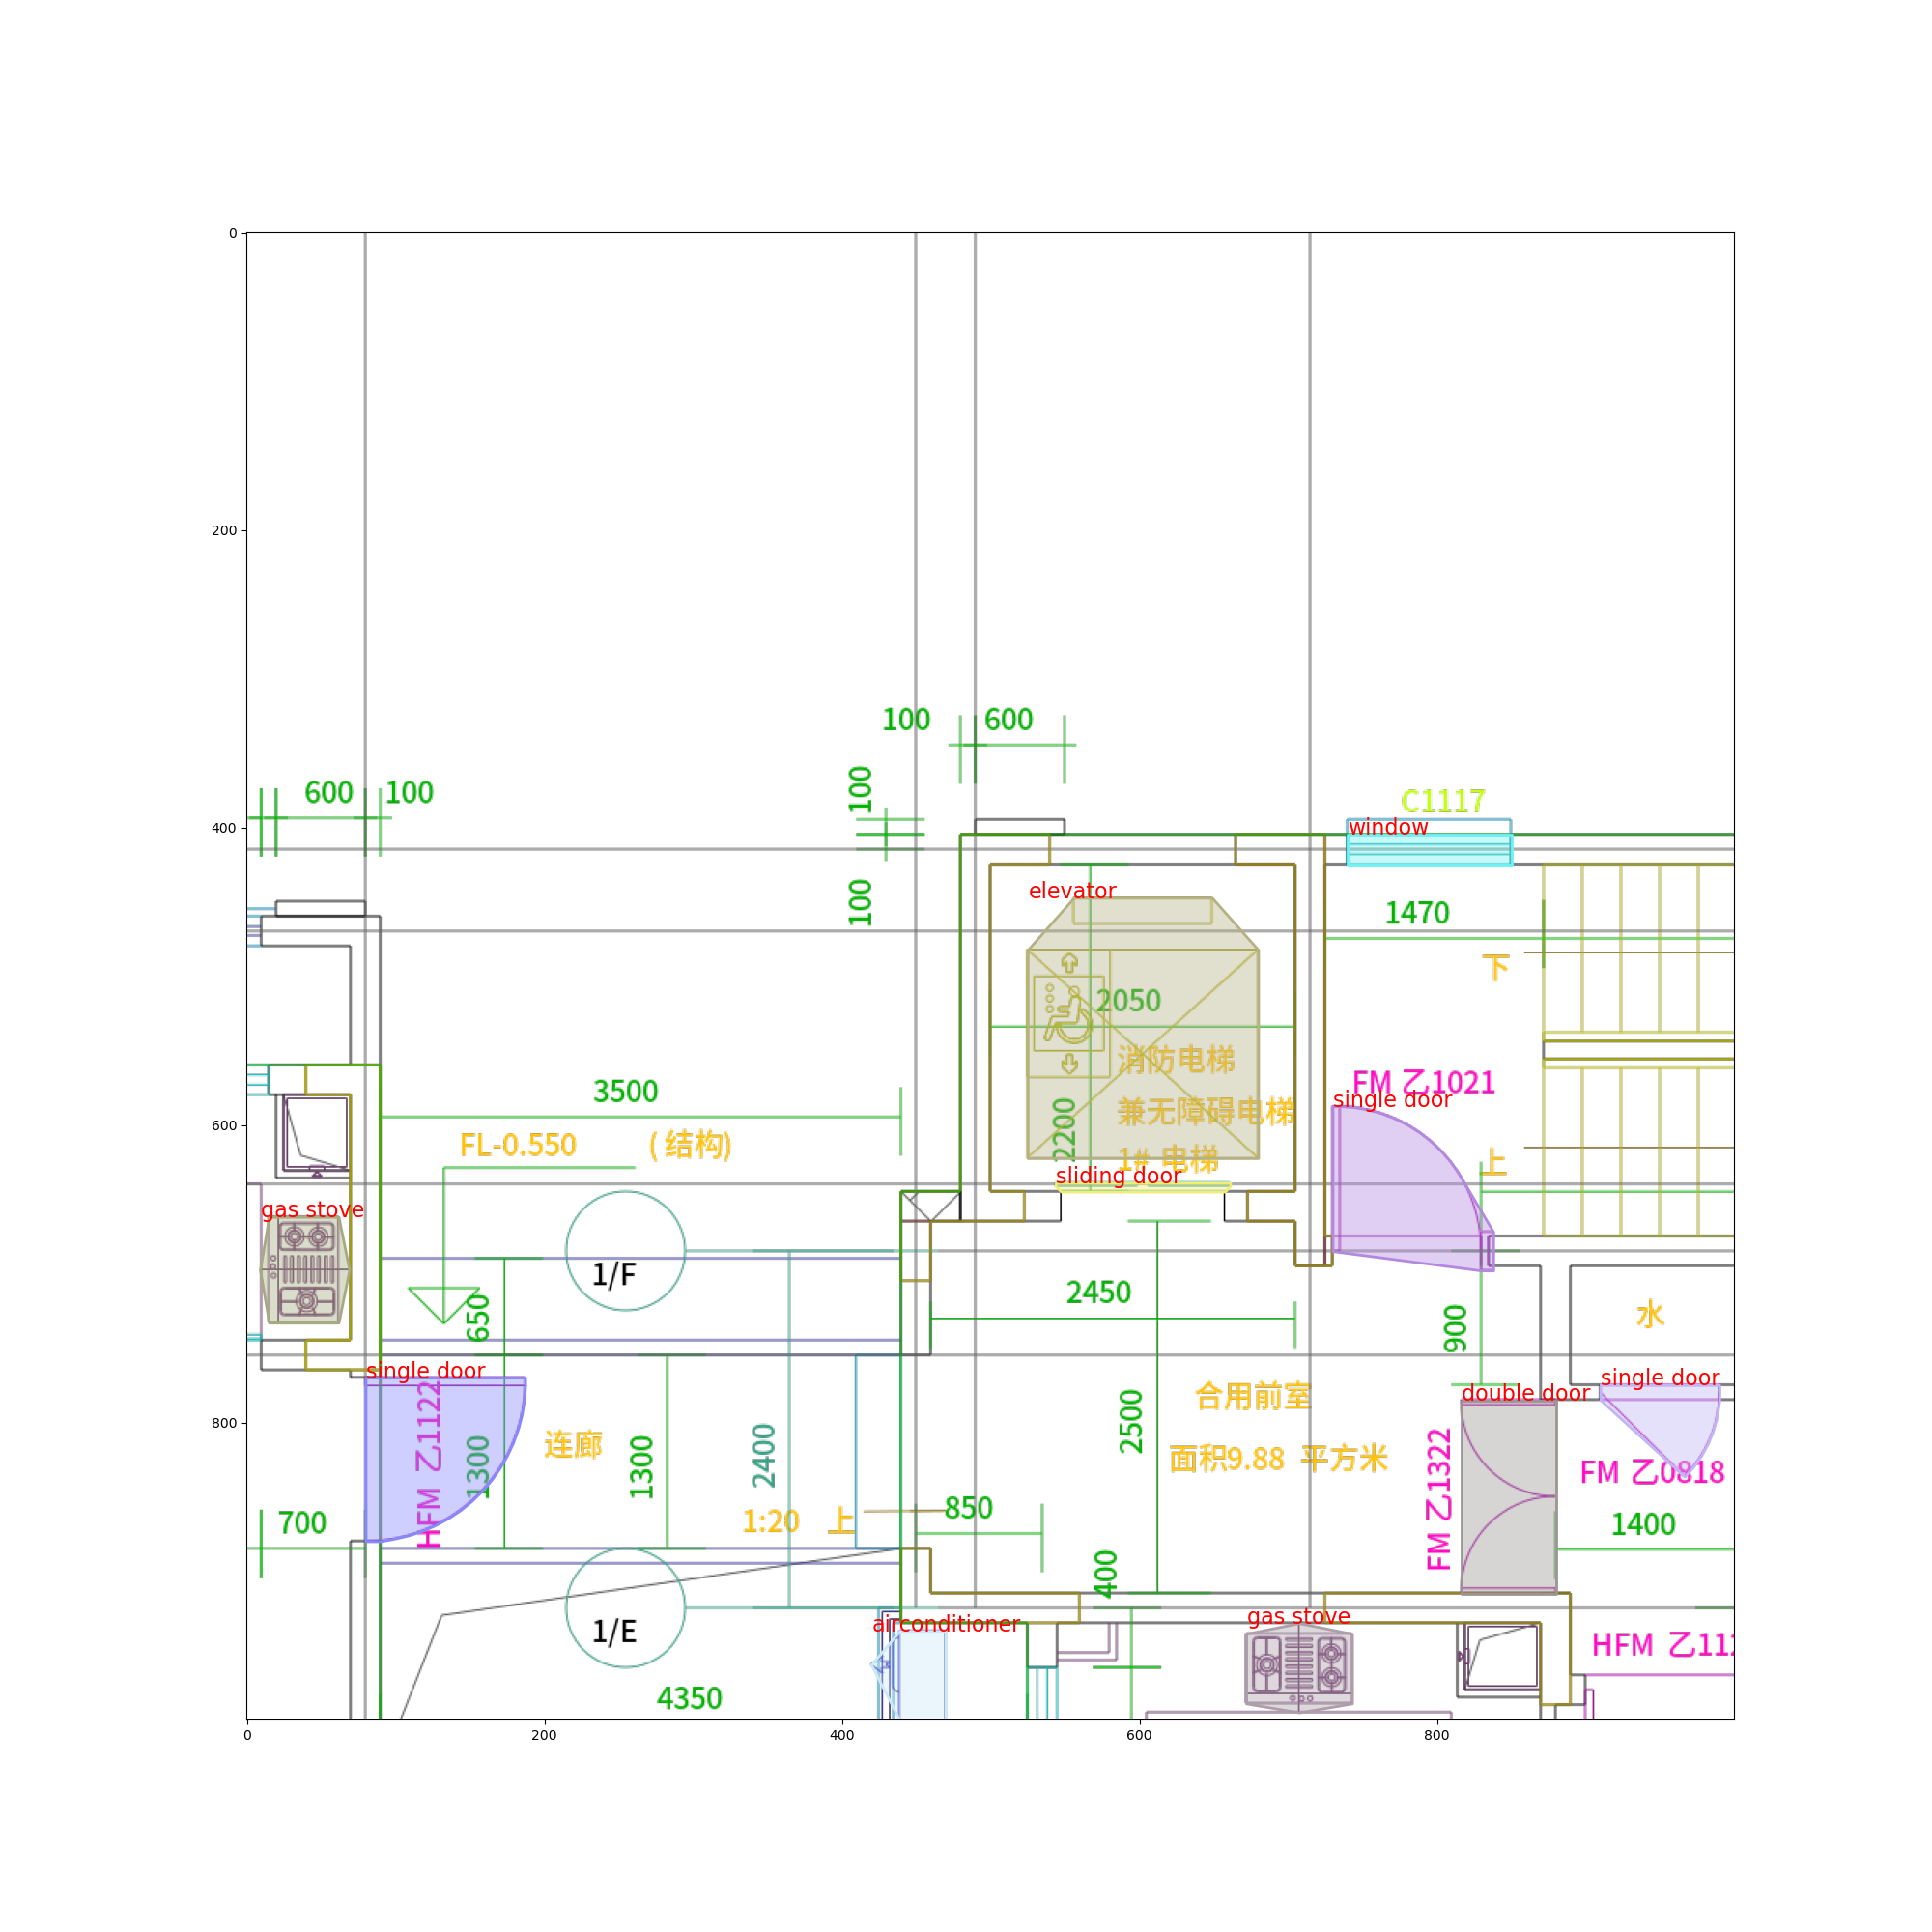 0
200
100 600
600 100
100
C1117
400
window
elevator
100
1470
下
2050
消防电梯
FM 乙1021
single door
3500
兼无障碍电梯
600
2200
FL-0.550 (结构)
1# 电梯
上
sliding door
gas stove
1/F
2450
650
水
900
single door
single door
double door
HFM 乙1122
合用前室
2500
连廊
1300
1300
2400
面积9.88 平方米
FM 乙1322
FM 乙0818
800
700
1:20 上
850
1400
400
gas stove
airconditioner
1/E
HFM 乙112
4350
0
200
400
600
800